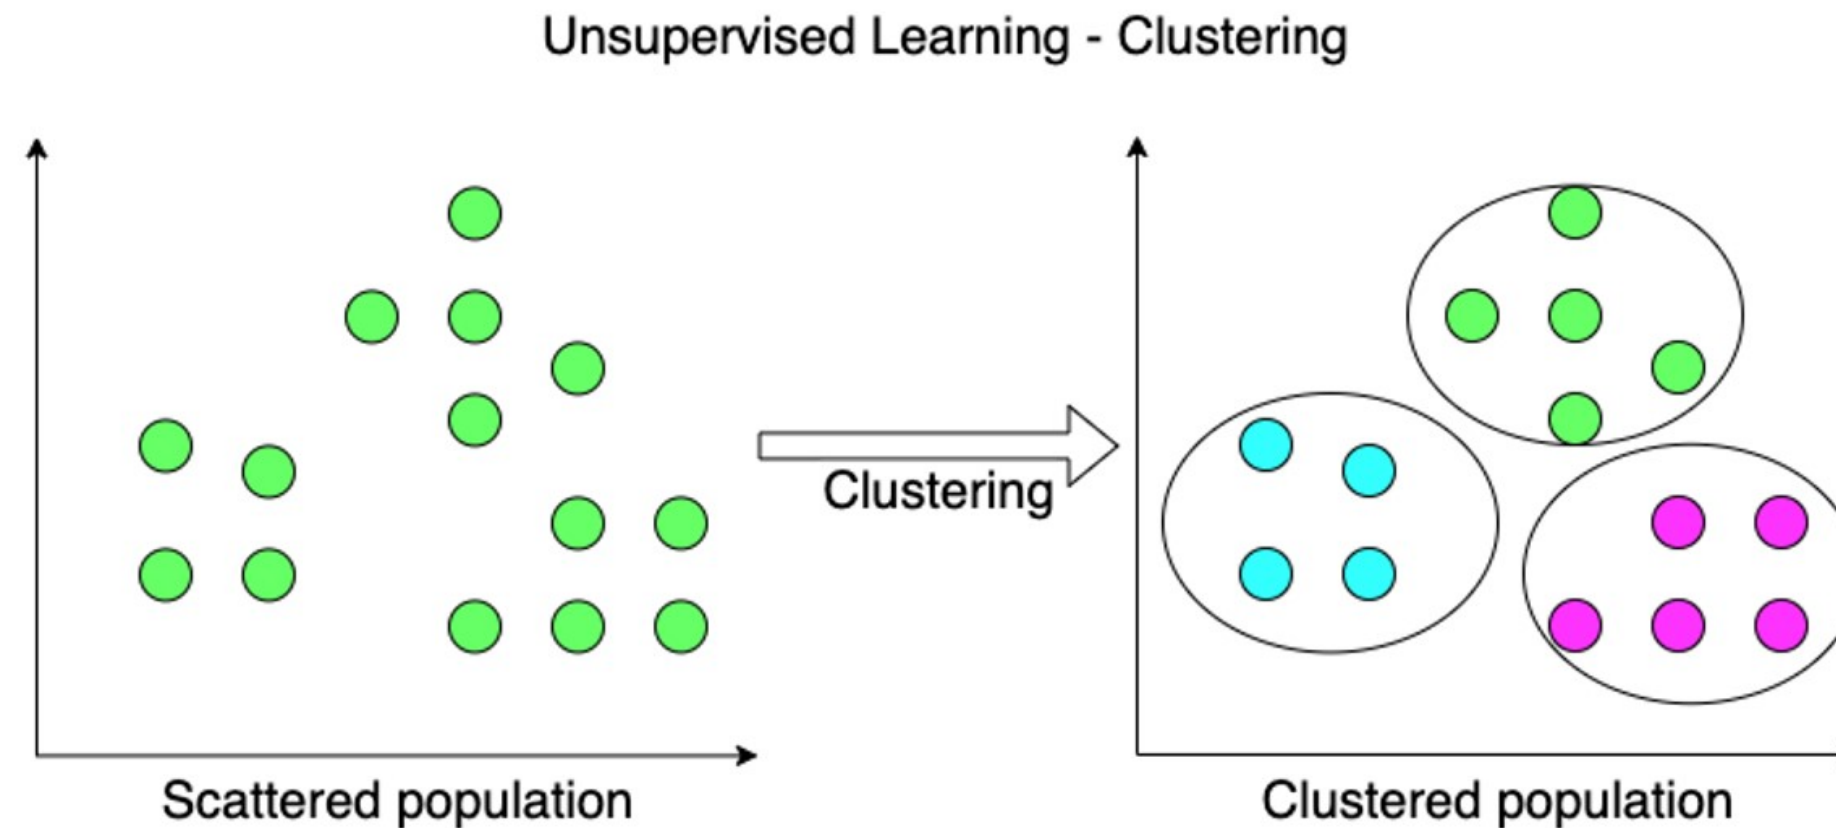 Unsupervised Learning - Clustering
Clustering
Scattered population
Clustered population